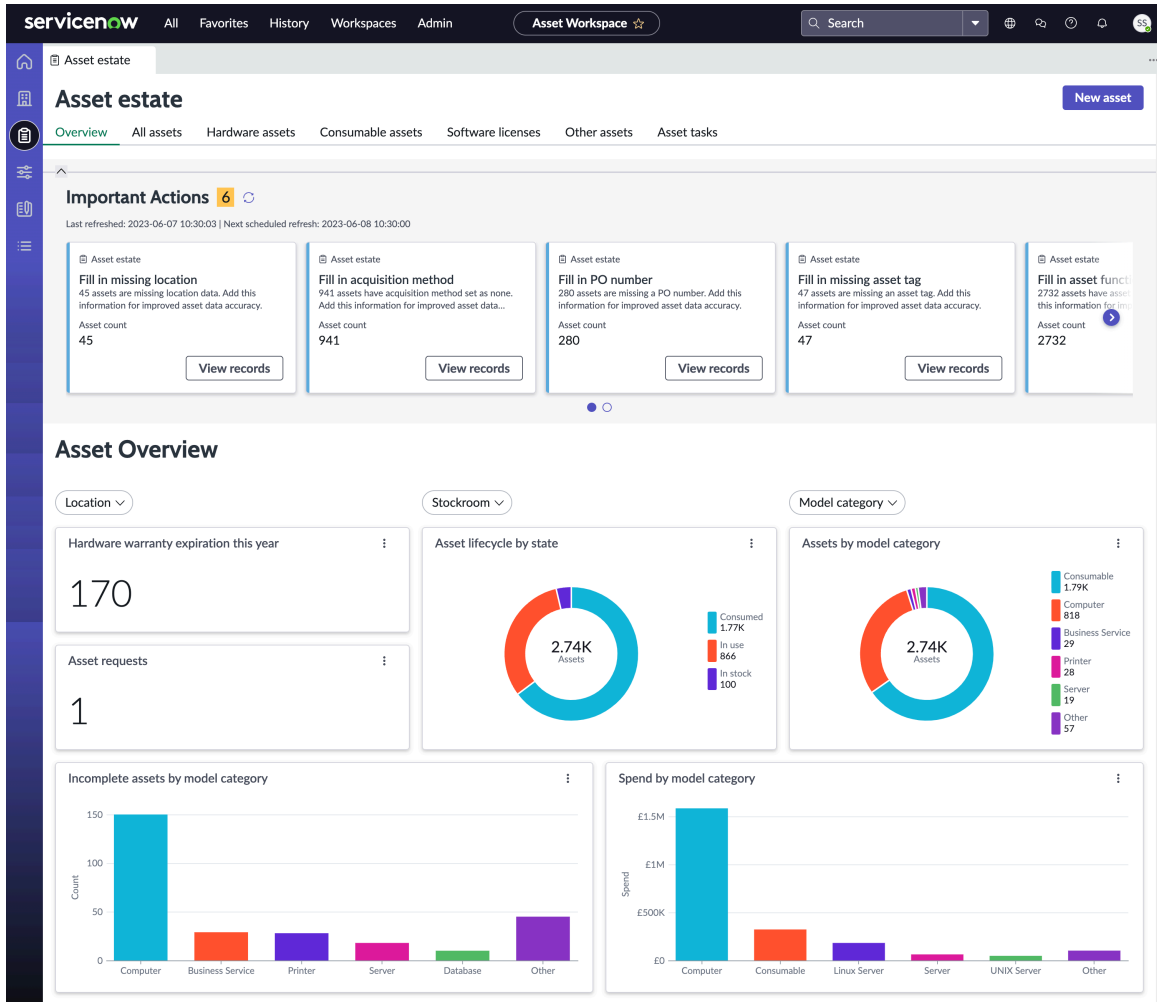 servicenow All Favorites History Workspaces Admin Asset Workspace Search SS
Asset estate
Asset estate New asset
Overview All assets Hardware assets Consumable assets Software licenses Other assets Asset tasks
Important Actions 6
Last refreshed: 2023-06-07 10:30:03 | Next scheduled refresh: 2023-06-08 10:30:00
Asset estate
Fill in missing location
45 assets are missing location data. Add this
information for improved asset data accuracy.
Asset count
45
View records
Asset estate
Fill in acquisition method
941 assets have acquisition method set as none.
Add this information for improved asset data...
Asset count
941
View records
Asset estate
Fill in PO number
280 assets are missing a PO number. Add this
information for improved asset data accuracy.
Asset count
280
View records
Asset estate
Fill in missing asset tag
47 assets are missing an asset tag. Add this
information for improved asset data accuracy.
Asset count
47
View records
Asset estate
Fill in asset functi
2732 assets have asset
this information for imp
Asset count
2732
Asset Overview
Location Stockroom Model category
Hardware warranty expiration this year
170
Asset requests
1
Asset lifecycle by state
2.74K
Assets
Consumed
1.77K
In use
866
In stock
100
Assets by model category
2.74K
Assets
Consumable
1.79K
Computer
818
Business Service
29
Printer
28
Server
19
Other
57
Incomplete assets by model category
150
100
50
0
Count
Computer Business Service Printer Server Database Other
Spend by model category
£1.5M
£1M
£500K
£0
Spend
Computer Consumable Linux Server Server UNIX Server Other